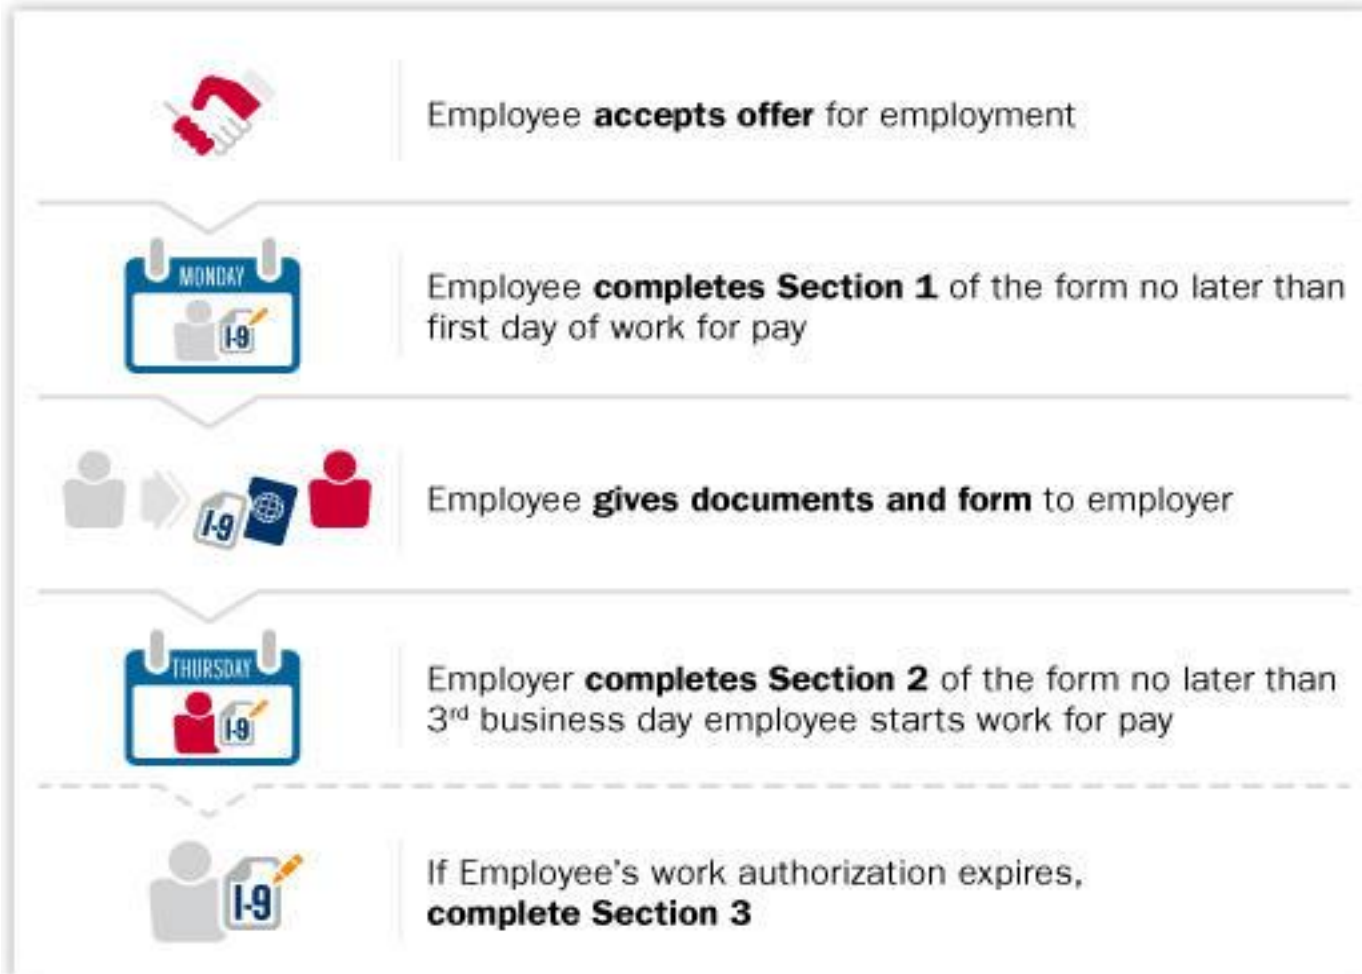 Employee accepts offer for employment
MONDAY
I-9
Employee completes Section 1 of the form no later than
first day of work for pay
I-9
Employee gives documents and form to employer
THURSDAY
I-9
Employer completes Section 2 of the form no later than
3rd business day employee starts work for pay
I-9
If Employee's work authorization expires,
complete Section 3